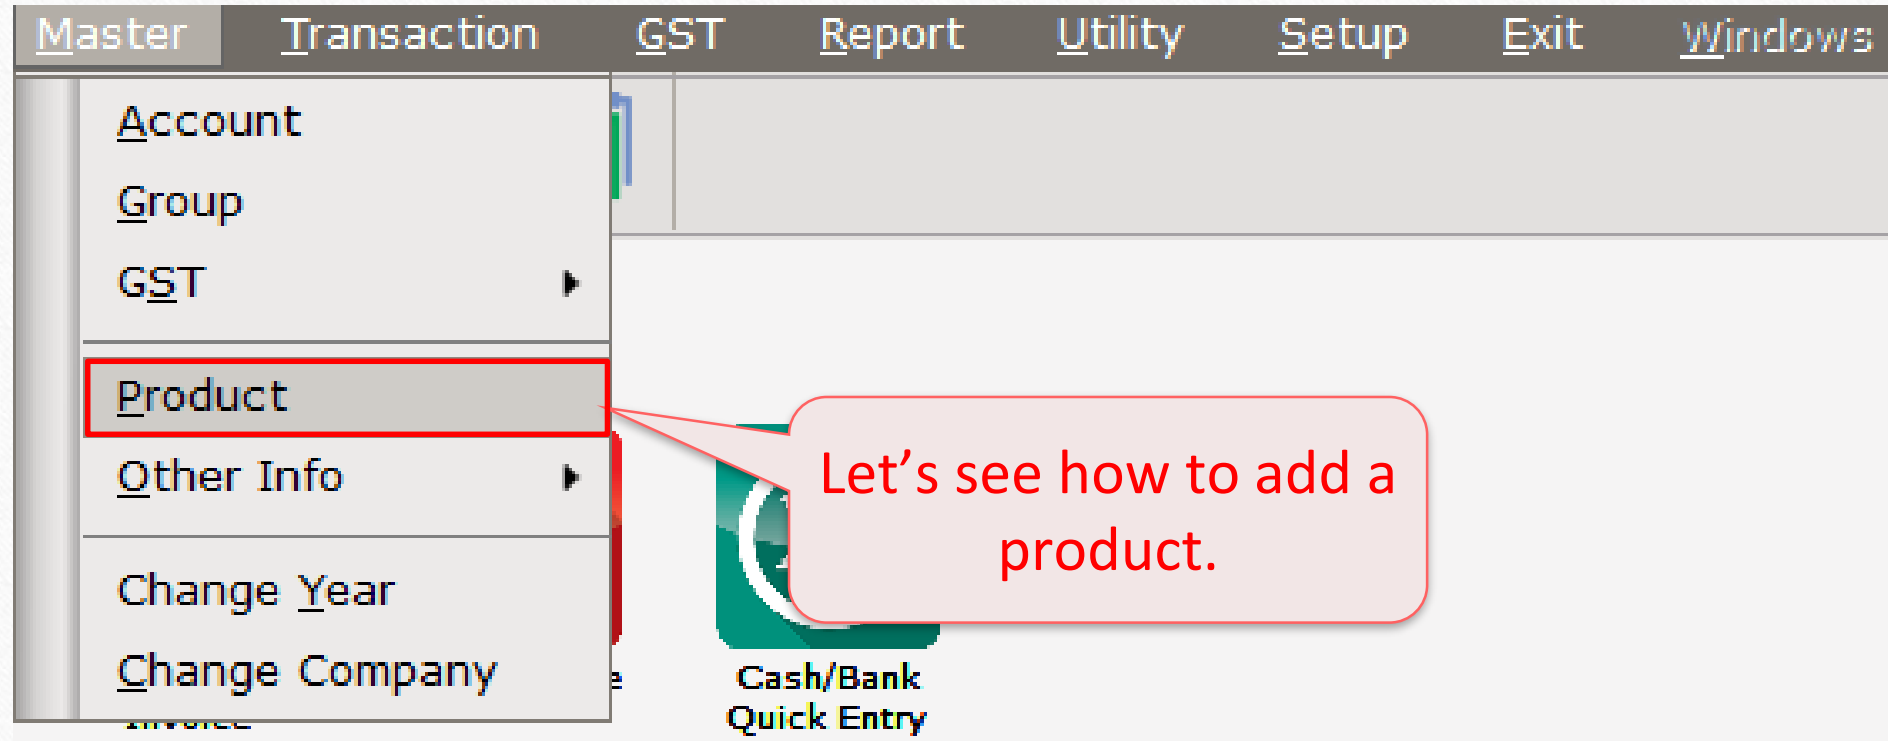 Master Transaction GST Report Utility Setup Exit Windows
Account
Group
GST
Product
Other Info
Change Year
Change Company
Let’s see how to add a
product.
Cash/Bank
Quick Entry